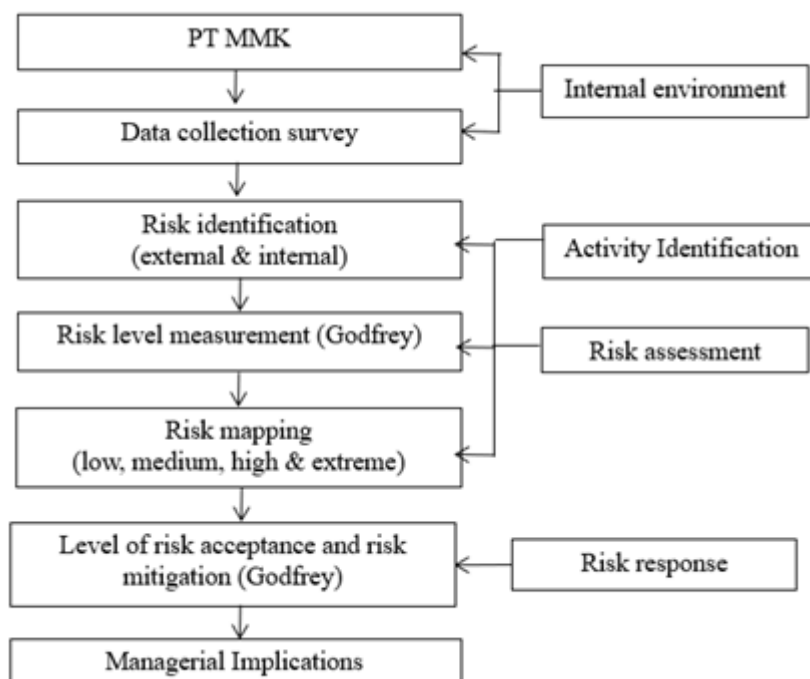 PT MMK
Internal environment
Data collection survey
Risk identification
(external & internal)
Activity Identification
Risk level measurement (Godfrey)
Risk assessment
Risk mapping
(low, medium, high & extreme)
Level of risk acceptance and risk
mitigation (Godfrey)
Risk response
Managerial Implications